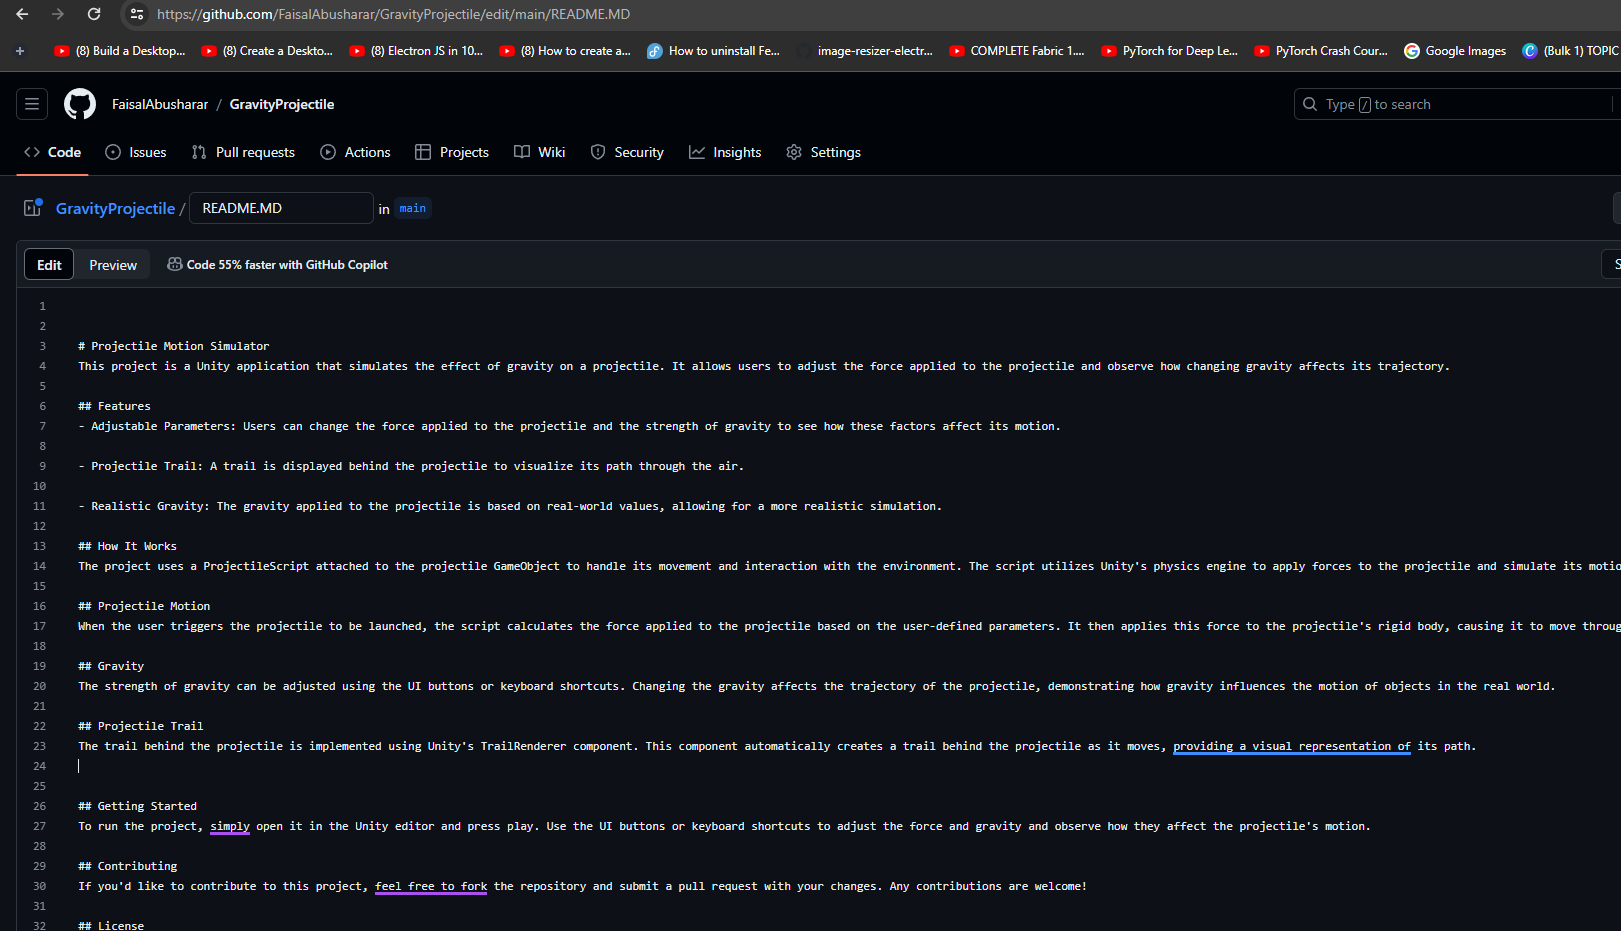 https://github.com/FaisalAbusharar/GravityProjectile/edit/main/README.MD
(8) Build a Desktop... (8) Create a Deskto... (8) Electron JS in 10... (8) How to create a... How to uninstall Fe... image-resizer-electr... COMPLETE Fabric 1.... PyTorch for Deep Le... PyTorch Crash Cour... Google Images (Bulk 1) TOPIC
FaisalAbusharar / GravityProjectile
Type / to search
Code Issues Pull requests Actions Projects Wiki Security Insights Settings
GravityProjectile / README.MD in main
Edit Preview Code 55% faster with GitHub Copilot
1
2
3 # Projectile Motion Simulator
4 This project is a Unity application that simulates the effect of gravity on a projectile. It allows users to adjust the force applied to the projectile and observe how changing gravity affects its trajectory.
5
6 ## Features
7 - Adjustable Parameters: Users can change the force applied to the projectile and the strength of gravity to see how these factors affect its motion.
8
9 - Projectile Trail: A trail is displayed behind the projectile to visualize its path through the air.
10
11 - Realistic Gravity: The gravity applied to the projectile is based on real-world values, allowing for a more realistic simulation.
12
13 ## How It Works
14 The project uses a ProjectileScript attached to the projectile GameObject to handle its movement and interaction with the environment. The script utilizes Unity's physics engine to apply forces to the projectile and simulate its motio
15
16 ## Projectile Motion
17 When the user triggers the projectile to be launched, the script calculates the force applied to the projectile based on the user-defined parameters. It then applies this force to the projectile's rigid body, causing it to move throug
18
19 ## Gravity
20 The strength of gravity can be adjusted using the UI buttons or keyboard shortcuts. Changing the gravity affects the trajectory of the projectile, demonstrating how gravity influences the motion of objects in the real world.
21
22 ## Projectile Trail
23 The trail behind the projectile is implemented using Unity's TrailRenderer component. This component automatically creates a trail behind the projectile as it moves, providing a visual representation of its path.
24
25
26 ## Getting Started
27 To run the project, simply open it in the Unity editor and press play. Use the UI buttons or keyboard shortcuts to adjust the force and gravity and observe how they affect the projectile's motion.
28
29 ## Contributing
30 If you'd like to contribute to this project, feel free to fork the repository and submit a pull request with your changes. Any contributions are welcome!
31
32 ## License